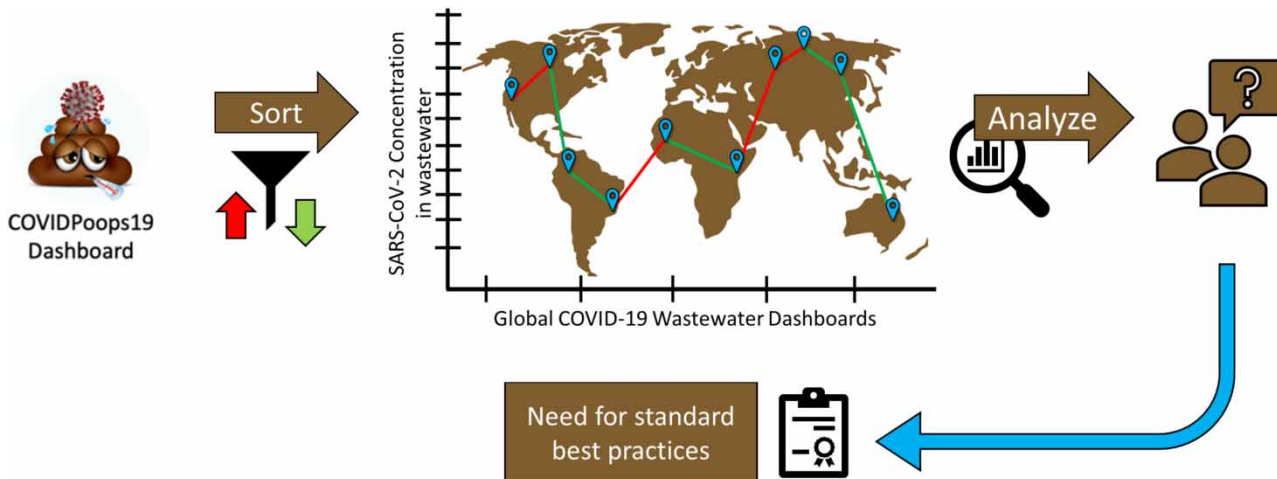 COVIDPoops19
Dashboard
Sort
SARS-CoV-2 Concentration
in wastewater
Global COVID-19 Wastewater Dashboards
Analyze
?
Need for standard
best practices